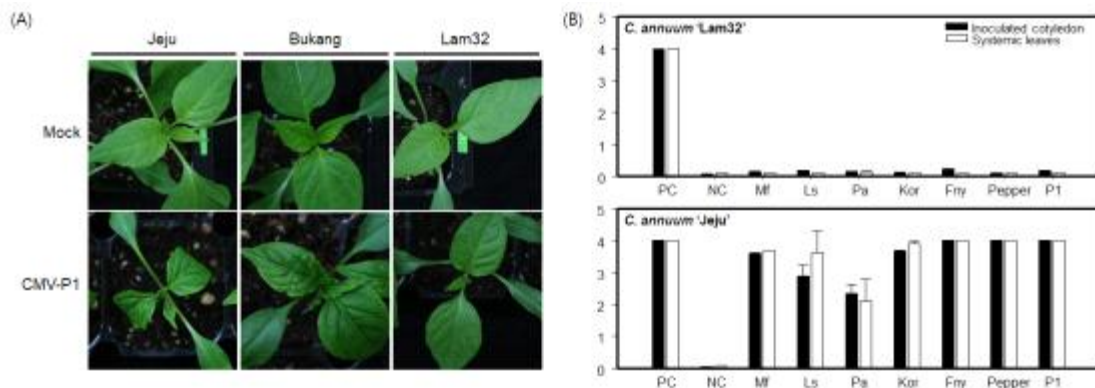 (A)
Jeju Bukang Lam32
Mock
CMV-P1
(B)
5
C. annuum 'Lam32'
Inoculated cotyledon
Systemic leaves
4
3
2
1
0
PC NC Mf Ls Pa Kor Fny Pepper P1
5
C. annuum 'Jeju'
4
3
2
1
0
PC NC Mf Ls Pa Kor Fny Pepper P1